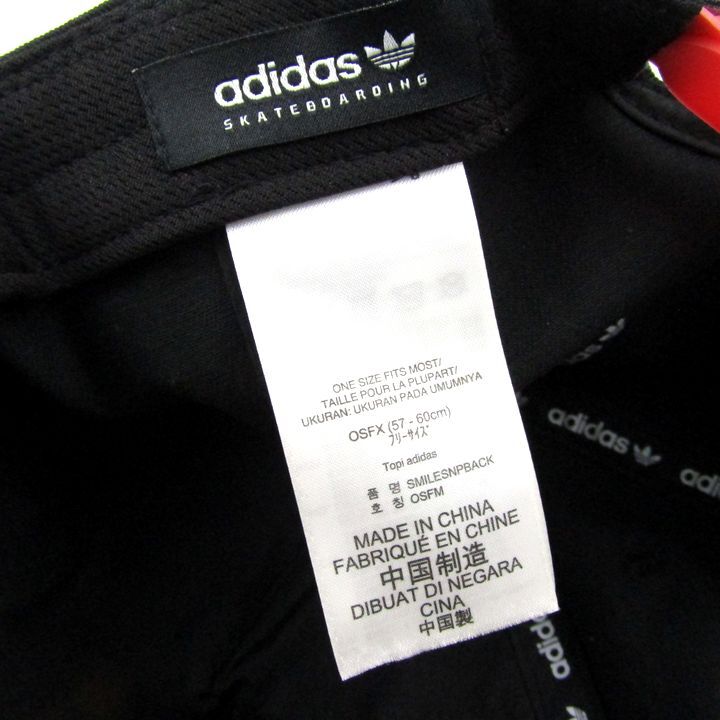 adidas
SKATEBOARDING
ONE SIZE FITS MOST/
TAILLE POUR LA PLUPART/
UKURAN: UKURAN PADA UMUMNYA
OSFX (57 - 60cm)
ﾌﾘｰｻｲｽﾞ
Topi adidas
품 명 SMILESNPBACK
호 칭 OSFM
MADE IN CHINA
FABRIQUÉ EN CHINE
中国制造
DIBUAT DI NEGARA
CINA
中国製
adidas
adid
adidas